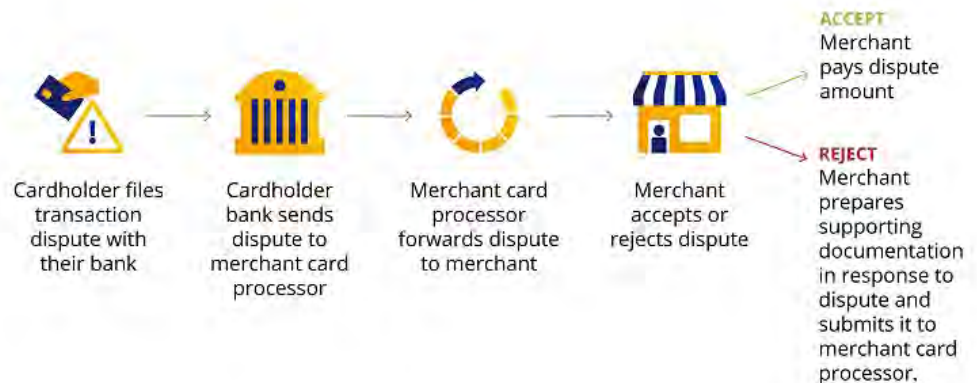 Cardholder files
transaction
dispute with
their bank
Cardholder
bank sends
dispute to
merchant card
processor
Merchant card
processor
forwards dispute
to merchant
Merchant
accepts or
rejects dispute
ACCEPT
Merchant
pays dispute
amount
REJECT
Merchant
prepares
supporting
documentation
in response to
dispute and
submits it to
merchant card
processor.